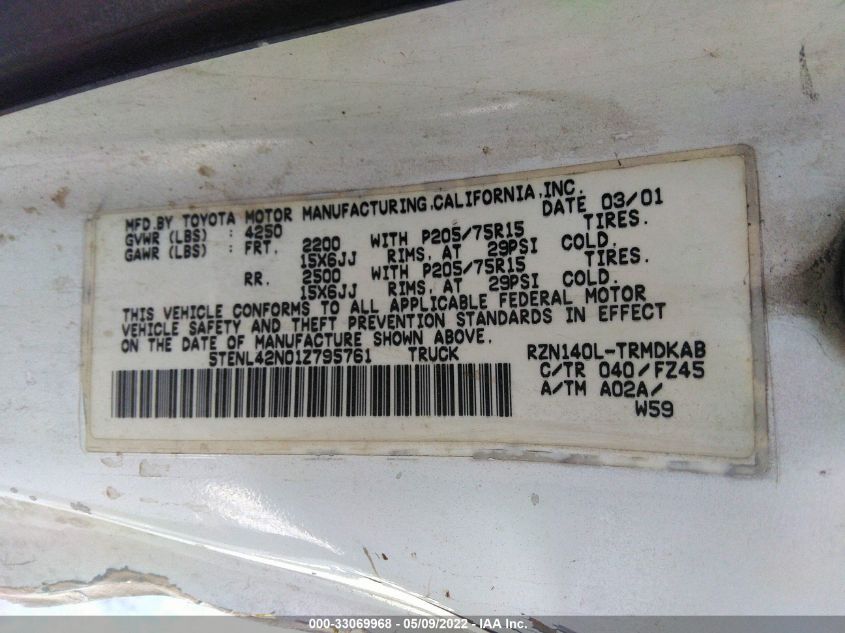 MFD.BY TOYOTA MOTOR MANUFACTURING,CALIFORNIA,INC.
GVWR (LBS) : 4250 DATE 03/01
GAWR (LBS) : FRT. 2200 WITH P205/75R15 TIRES.
15X6JJ RIMS, AT 29PSI COLD.
RR. 2500 WITH P205/75R15 TIRES.
15X6JJ RIMS, AT 29PSI COLD.
THIS VEHICLE CONFORMS TO ALL APPLICABLE FEDERAL MOTOR
VEHICLE SAFETY AND THEFT PREVENTION STANDARDS IN EFFECT
ON THE DATE OF MANUFACTURE SHOWN ABOVE.
5TENL42N01Z795761 TRUCK RZN140L-TRMDKAB
C/TR 040/FZ45
A/TM A02A/
W59
000-33069968 - 05/09/2022 - IAA Inc.